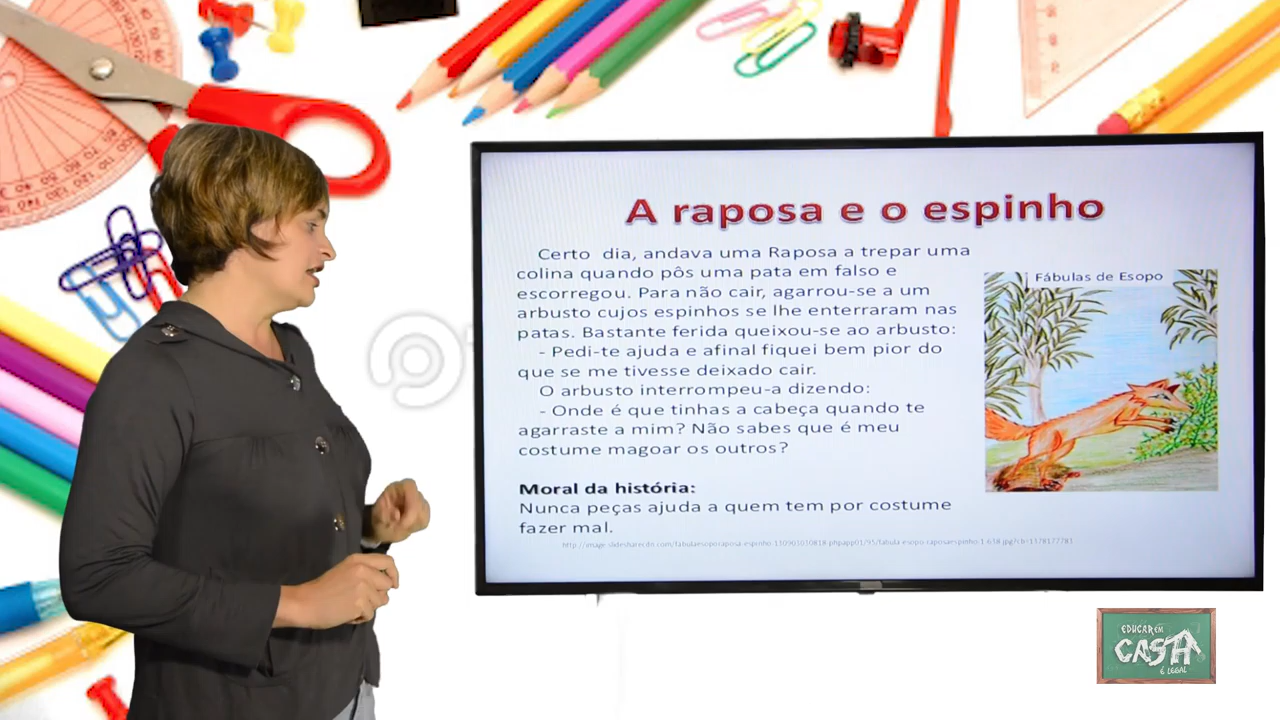 A raposa e o espinho
Certo dia, andava uma Raposa a trepar uma
colina quando pôs uma pata em falso e
escorregou. Para não cair, agarrou-se a um
arbusto cujos espinhos se lhe enterraram nas
patas. Bastante ferida queixou-se ao arbusto:
- Pedi-te ajuda e afinal fiquei bem pior do
que se me tivesse deixado cair.
O arbusto interrompeu-a dizendo:
- Onde é que tinhas a cabeça quando te
agarraste a mim? Não sabes que é meu
costume magoar os outros?
Moral da história:
Nunca peças ajuda a quem tem por costume
fazer mal.
Fábulas de Esopo
EDUCAR EM
CASA
É LEGAL